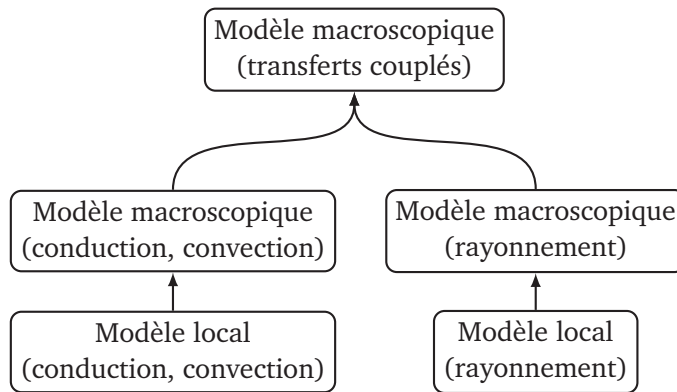 Modèle macroscopique
(transferts couplés)
Modèle macroscopique
(conduction, convection)
Modèle macroscopique
(rayonnement)
Modèle local
(conduction, convection)
Modèle local
(rayonnement)